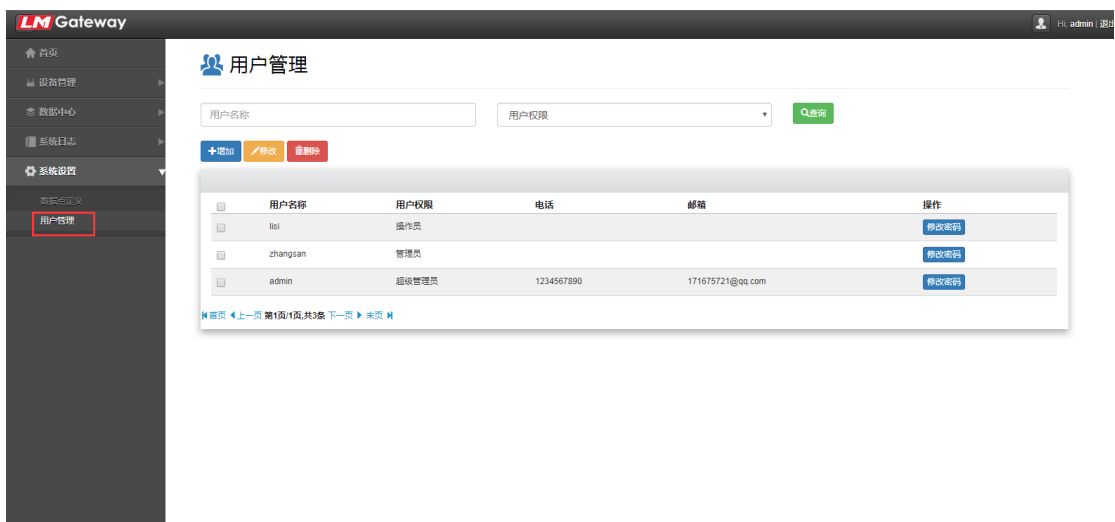 LM Gateway
Hi, admin | 退出
首页
设备管理
数据中心
系统日志
系统设置
数据点定义
用户管理
用户管理
用户名称
用户权限
查询
增加
修改
删除
用户名称 用户权限 电话 邮箱 操作
lisi 操作员 修改密码
zhangsan 管理员 修改密码
admin 超级管理员 1234567890 171675721@qq.com 修改密码
首页 上一页 第1页/1页,共3条 下一页 末页